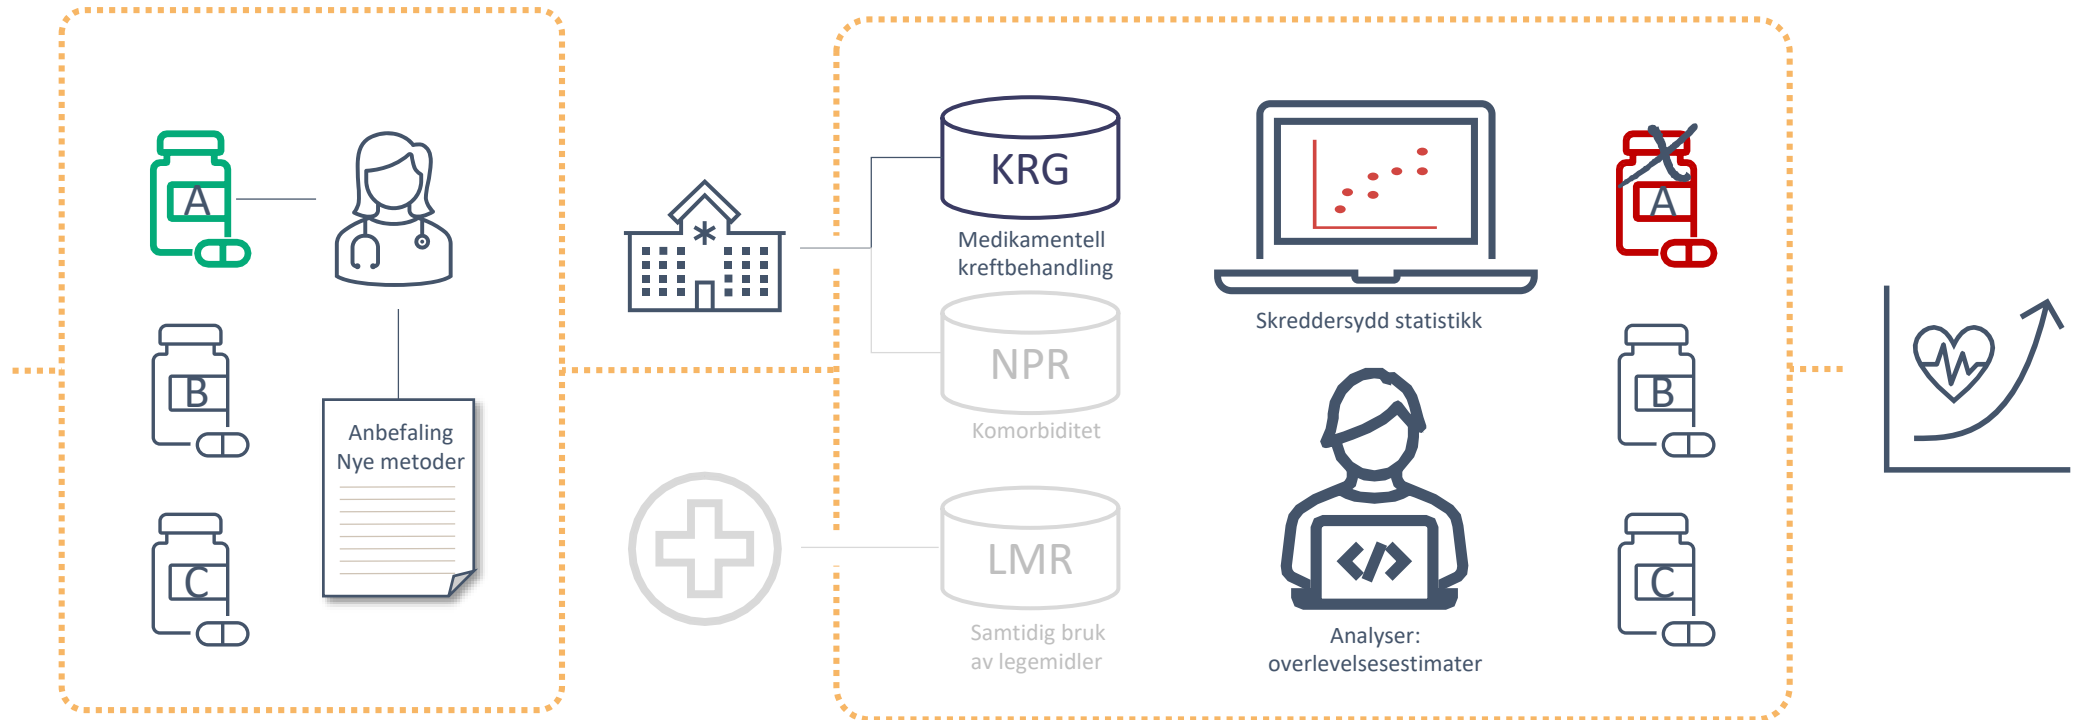 A
B
C
Anbefaling
Nye metoder
KRG
Medikamentell
kreftbehandling
NPR
Komorbiditet
LMR
Samtidig bruk
av legemidler
Skreddersydd statistikk
</>
Analyser:
overlevelsesestimater
A
B
C